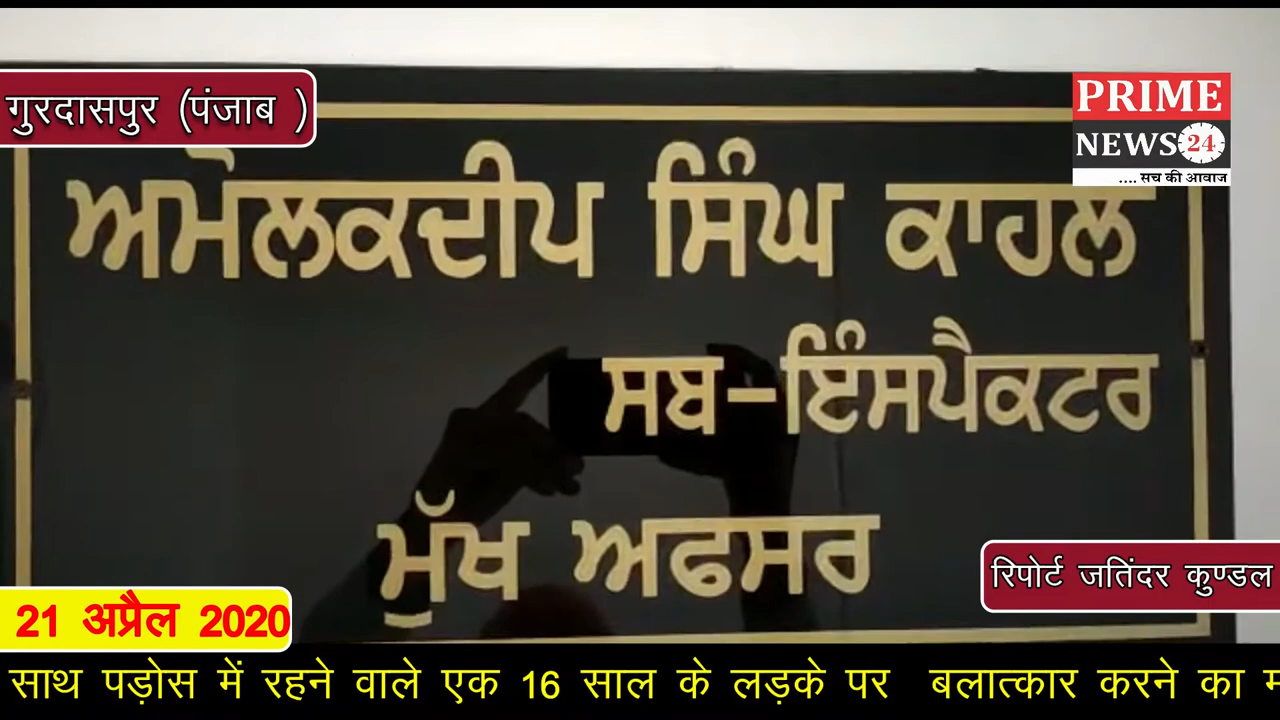 गुरदासपुर (पंजाब )
PRIME
NEWS 24
.... सच की आवाज
ਅਮੋਲਕਦੀਪ ਸਿੰਘ ਕਾਹਲੋਂ
ਸਬ-ਇੰਸਪੈਕਟਰ
ਮੁੱਖ ਅਫਸਰ
रिपोर्ट जतिंदर कुण्डल
21 अप्रैल 2020
साथ पड़ोस में रहने वाले एक 16 साल के लड़के पर बलात्कार करने का